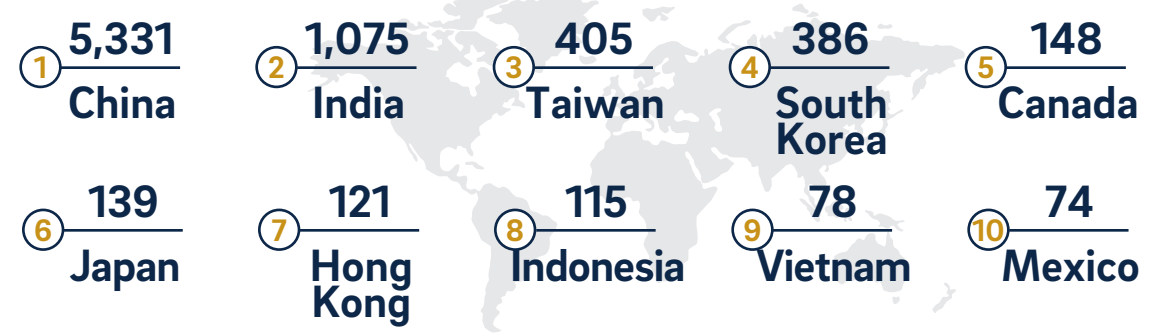 5,331
1
China
1,075
2
India
405
3
Taiwan
386
4
South
Korea
148
5
Canada
139
6
Japan
121
7
Hong
Kong
115
8
Indonesia
78
9
Vietnam
74
10
Mexico